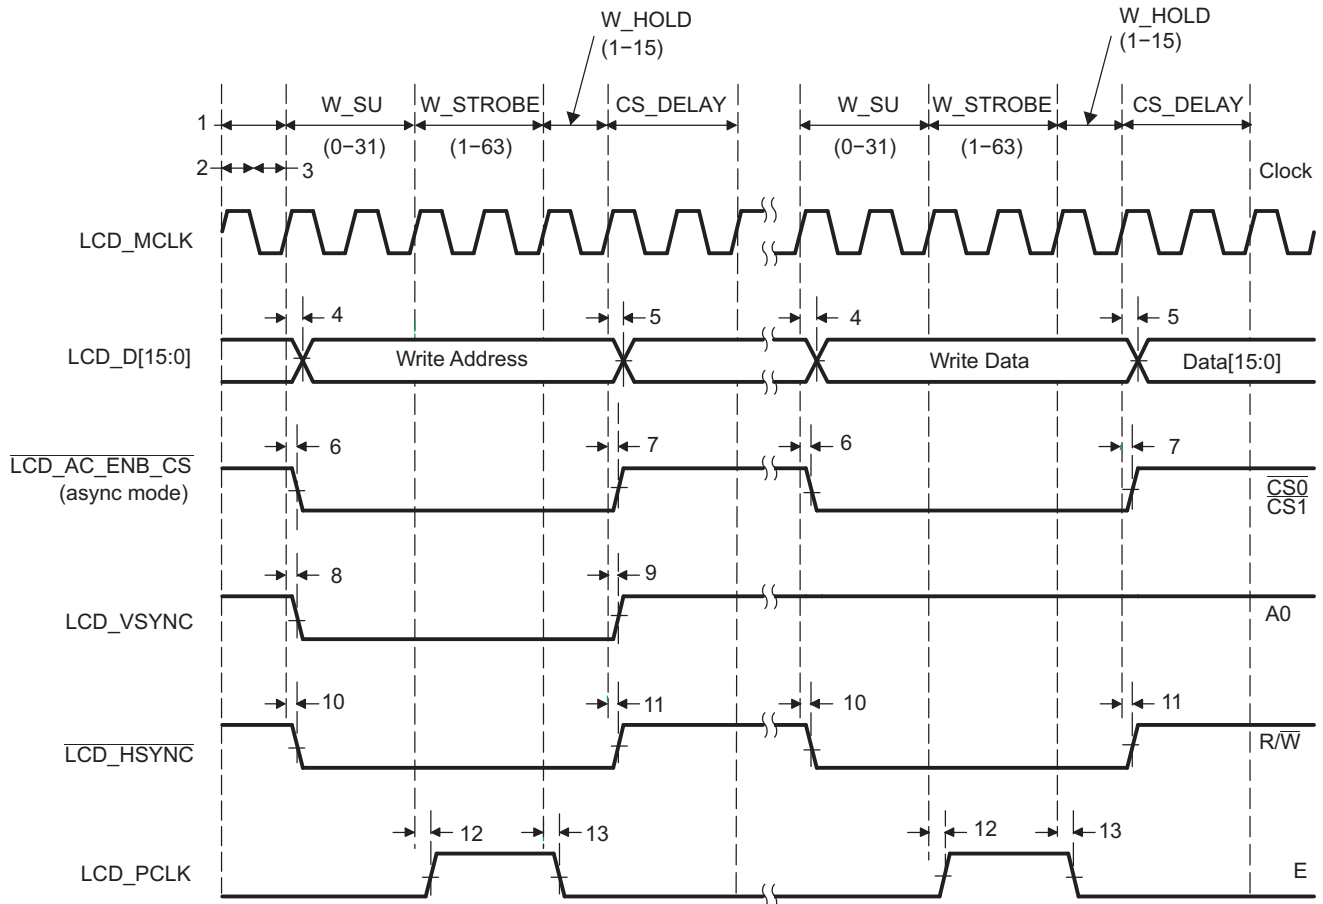 W_HOLD
(1−15)
W_HOLD
(1−15)
W_SU
W_STROBE
CS_DELAY
W_SU
W_STROBE
CS_DELAY
1
(0−31)
(1−63)
(0−31)
(1−63)
2
3
Clock
LCD_MCLK
4
5
4
5
LCD_D[15:0]
Write Address
Write Data
Data[15:0]
6
7
6
7
LCD_AC_ENB_CS
(async mode)
CS0
CS1
8
9
LCD_VSYNC
A0
10
11
10
11
LCD_HSYNC
R/W
12
13
12
13
LCD_PCLK
E